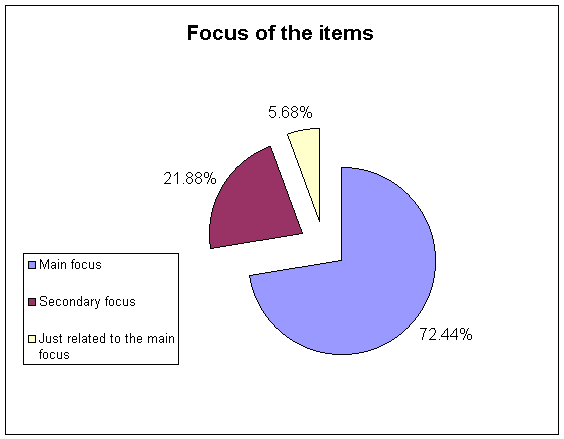 Focus of the items
5.68%
21.88%
72.44%
Main focus
Secondary focus
Just related to the main
focus